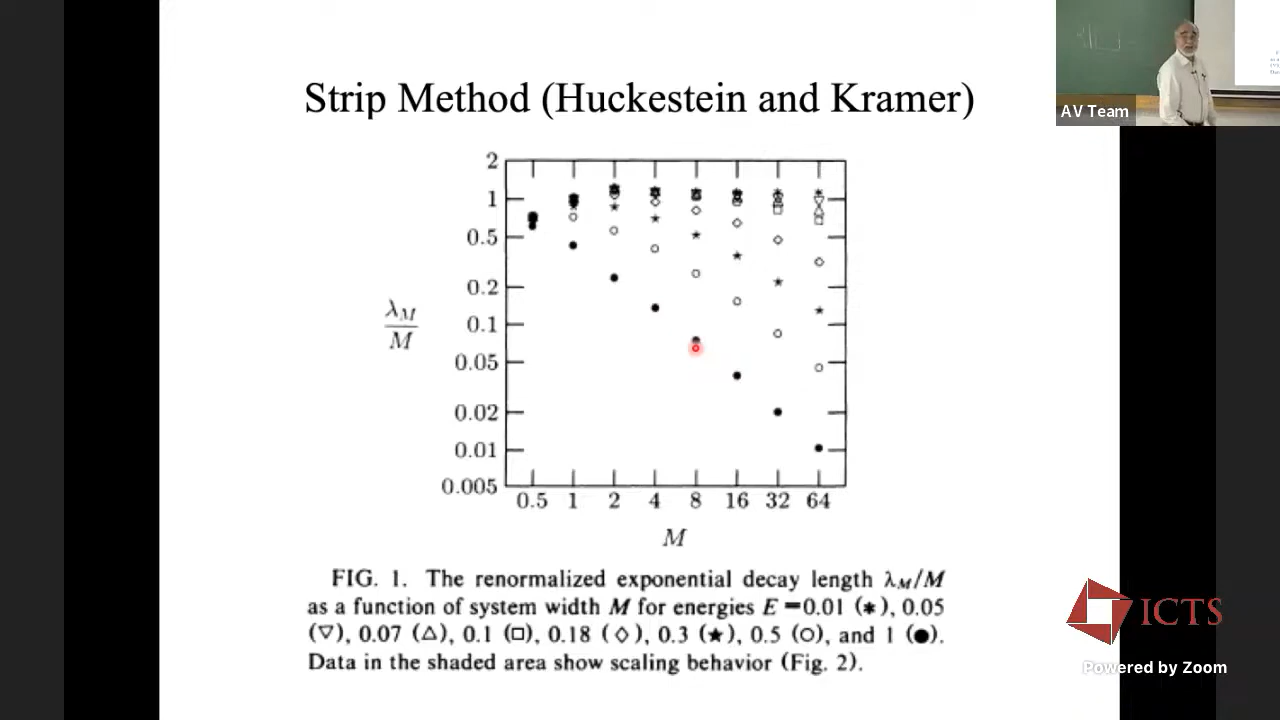 AV Team
Strip Method (Huckestein and Kramer)
2
1
0.5
0.2
0.1
0.05
0.02
0.01
0.005
λM
M
0.5 1 2 4 8 16 32 64
M
FIG. 1. The renormalized exponential decay length λM/M
as a function of system width M for energies E=0.01 (∗), 0.05
(▽), 0.07 (△), 0.1 (□), 0.18 (◇), 0.3 (★), 0.5 (○), and 1 (●).
Data in the shaded area show scaling behavior (Fig. 2).
ICTS
Powered by Zoom